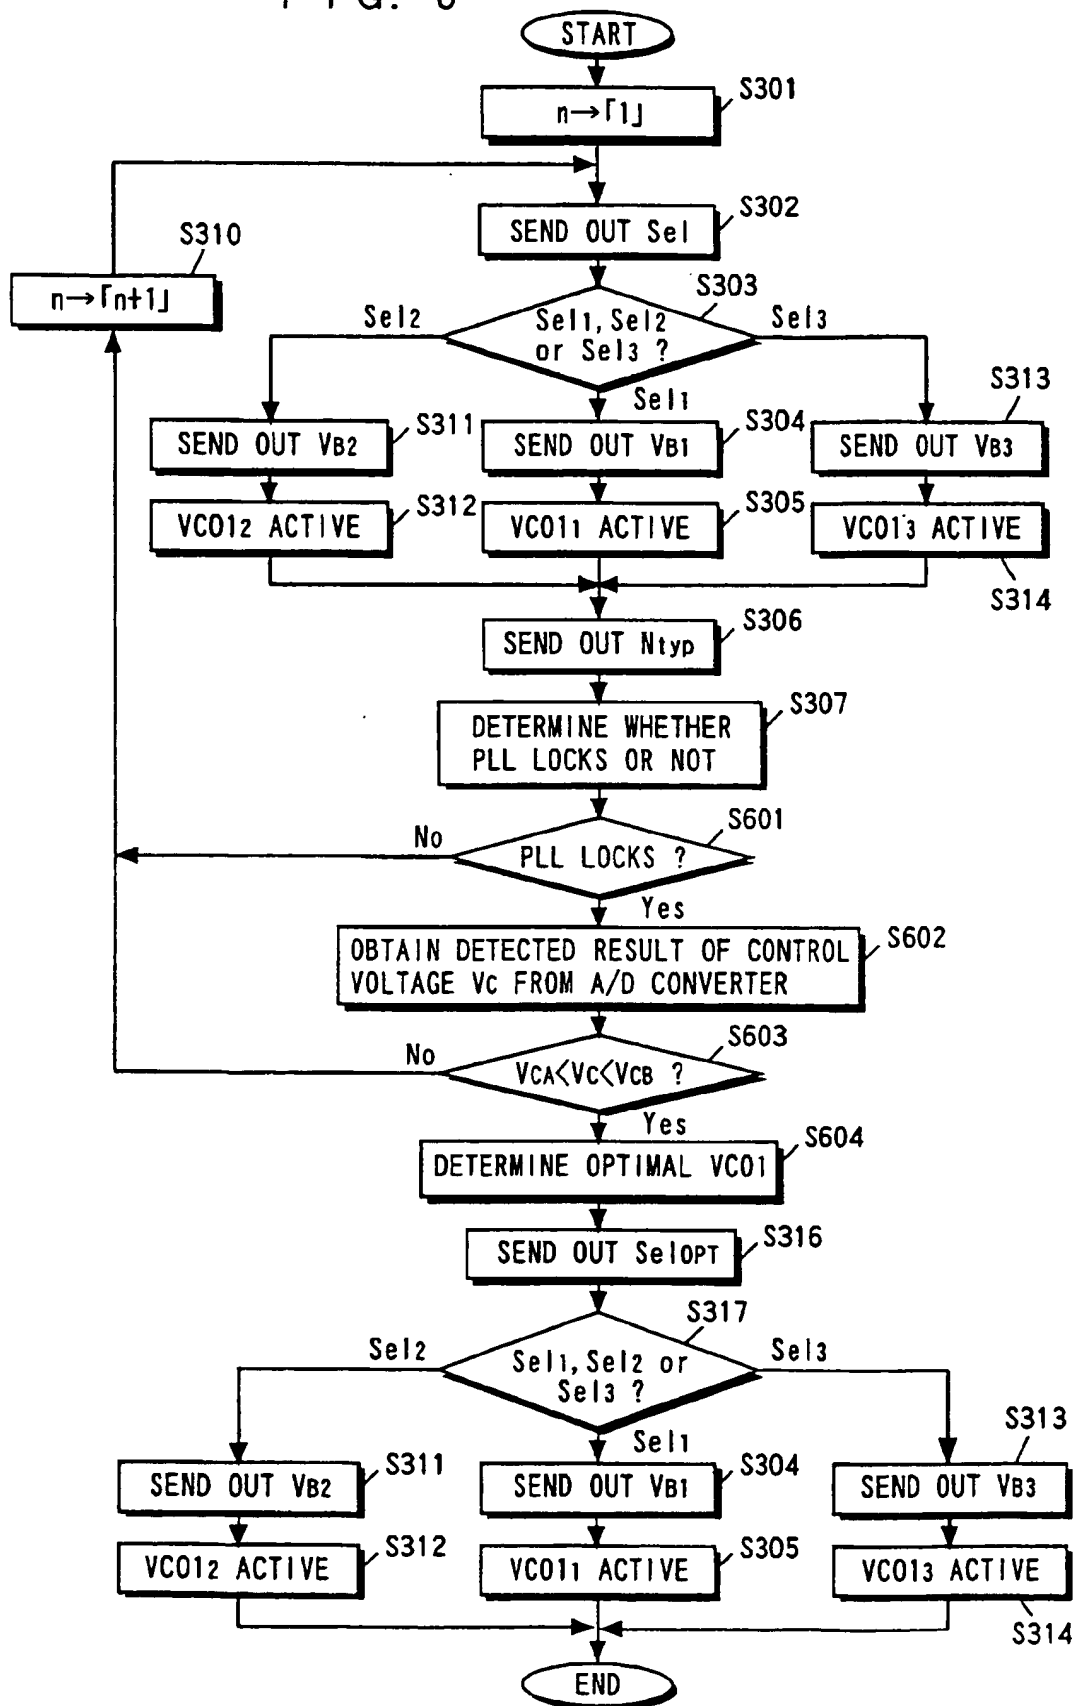 FIG. 6
START
n→「1」
S301
SEND OUT Sel
S302
S310
n→「n+1」
S303
Sel1, Sel2
or Sel3 ?
Sel2
Sel3
Sel1
SEND OUT VB2
S311
SEND OUT VB1
S304
SEND OUT VB3
S313
VCO12 ACTIVE
S312
VCO11 ACTIVE
S305
VCO13 ACTIVE
S314
SEND OUT Ntyp
S306
DETERMINE WHETHER
PLL LOCKS OR NOT
S307
PLL LOCKS ?
S601
No
Yes
OBTAIN DETECTED RESULT OF CONTROL
VOLTAGE VC FROM A/D CONVERTER
S602
VCA<VC<VCB ?
S603
No
Yes
DETERMINE OPTIMAL VCO1
S604
SEND OUT SelOPT
S316
S317
Sel1, Sel2 or
Sel3 ?
Sel2
Sel3
Sel1
SEND OUT VB2
S311
SEND OUT VB1
S304
SEND OUT VB3
S313
VCO12 ACTIVE
S312
VCO11 ACTIVE
S305
VCO13 ACTIVE
S314
END